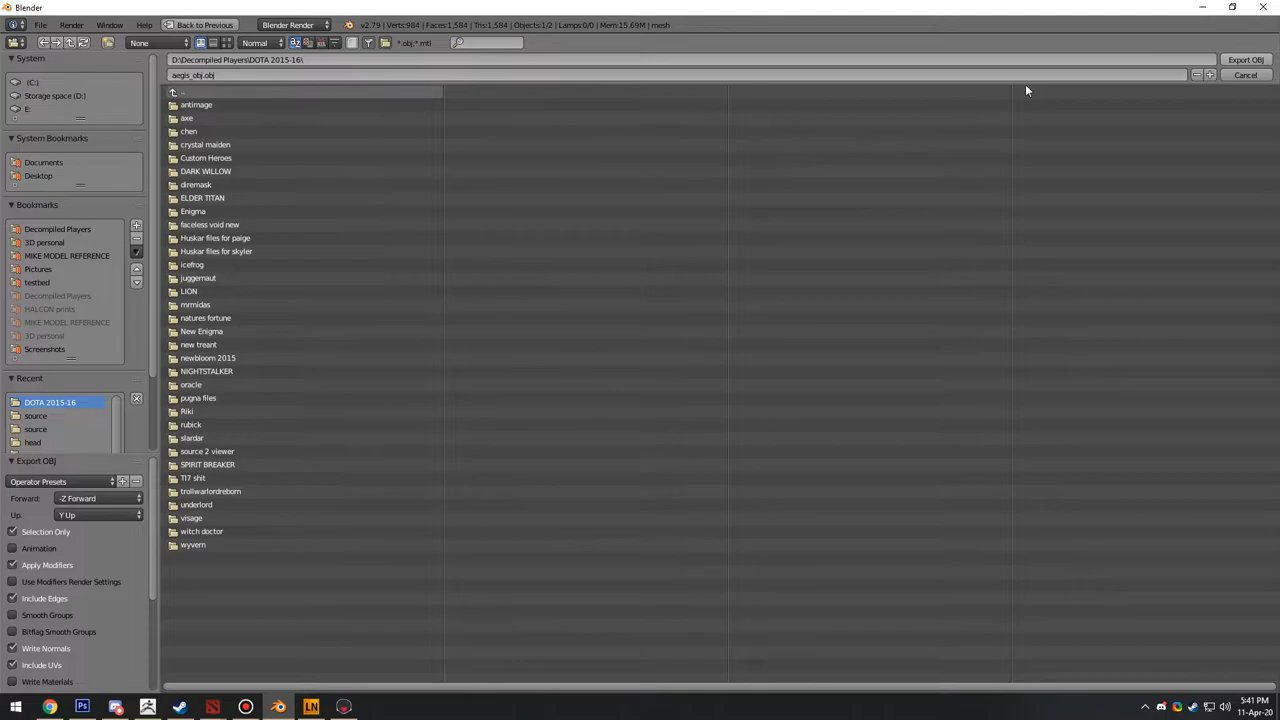 Blender
File Render Window Help Back to Previous Blender Render v2.79 | Verts:984 | Faces:1,584 | Tris:1,584 | Objects:1/2 | Lamps:0/0 | Mem:15.69M | mesh
None Normal *.obj;*.mtl
System
(C:)
Storage space (D:)
E:
System Bookmarks
Documents
Desktop
Bookmarks
Decompiled Players
3D personal
MIKE MODEL REFERENCE
Pictures
testbed
Decompiled Players
HALCON prints
MIKE MODEL REFERENCE
3D personal
Screenshots
Recent
DOTA 2015-16
source
source
head
Export OBJ
Operator Presets
Forward: -Z Forward
Up: Y Up
Selection Only
Animation
Apply Modifiers
Use Modifiers Render Settings
Include Edges
Smooth Groups
Bitflag Smooth Groups
Write Normals
Include UVs
Write Materials
D:\Decompiled Players\DOTA 2015-16\ Export OBJ
aegis_obj.obj Cancel
..
antimage
axe
chen
crystal maiden
Custom Heroes
DARK WILLOW
diremask
ELDER TITAN
Enigma
faceless void new
Huskar files for paige
Huskar files for skyler
icefrog
juggernaut
LION
mrmidas
natures fortune
New Enigma
new treant
newbloom 2015
NIGHTSTALKER
oracle
pugna files
Riki
rubick
slardar
source 2 viewer
SPIRIT BREAKER
TI7 shit
trollwarlordreborn
underlord
visage
witch doctor
wyvern
Ps LN
5:41 PM
11-Apr-20